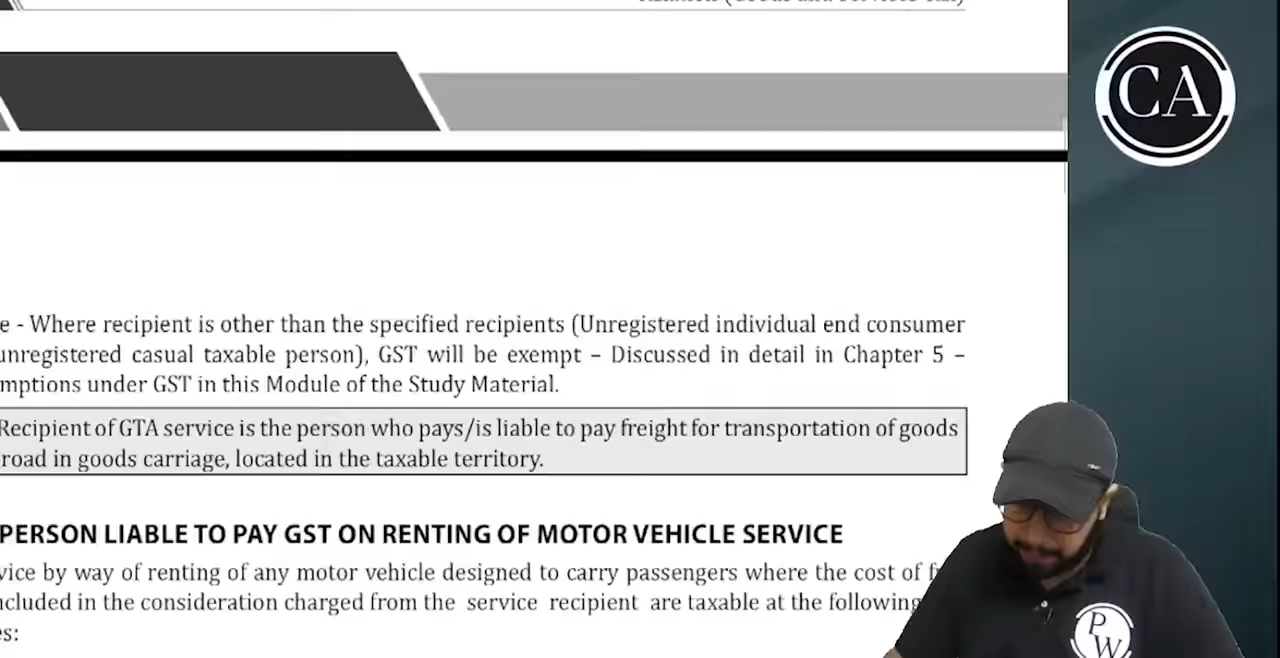 CA
e - Where recipient is other than the specified recipients (Unregistered individual end consumer
unregistered casual taxable person), GST will be exempt – Discussed in detail in Chapter 5 –
mptions under GST in this Module of the Study Material.
Recipient of GTA service is the person who pays/is liable to pay freight for transportation of goods
road in goods carriage, located in the taxable territory.
PERSON LIABLE TO PAY GST ON RENTING OF MOTOR VEHICLE SERVICE
vice by way of renting of any motor vehicle designed to carry passengers where the cost of
ncluded in the consideration charged from the service recipient are taxable at the following
es:
PW